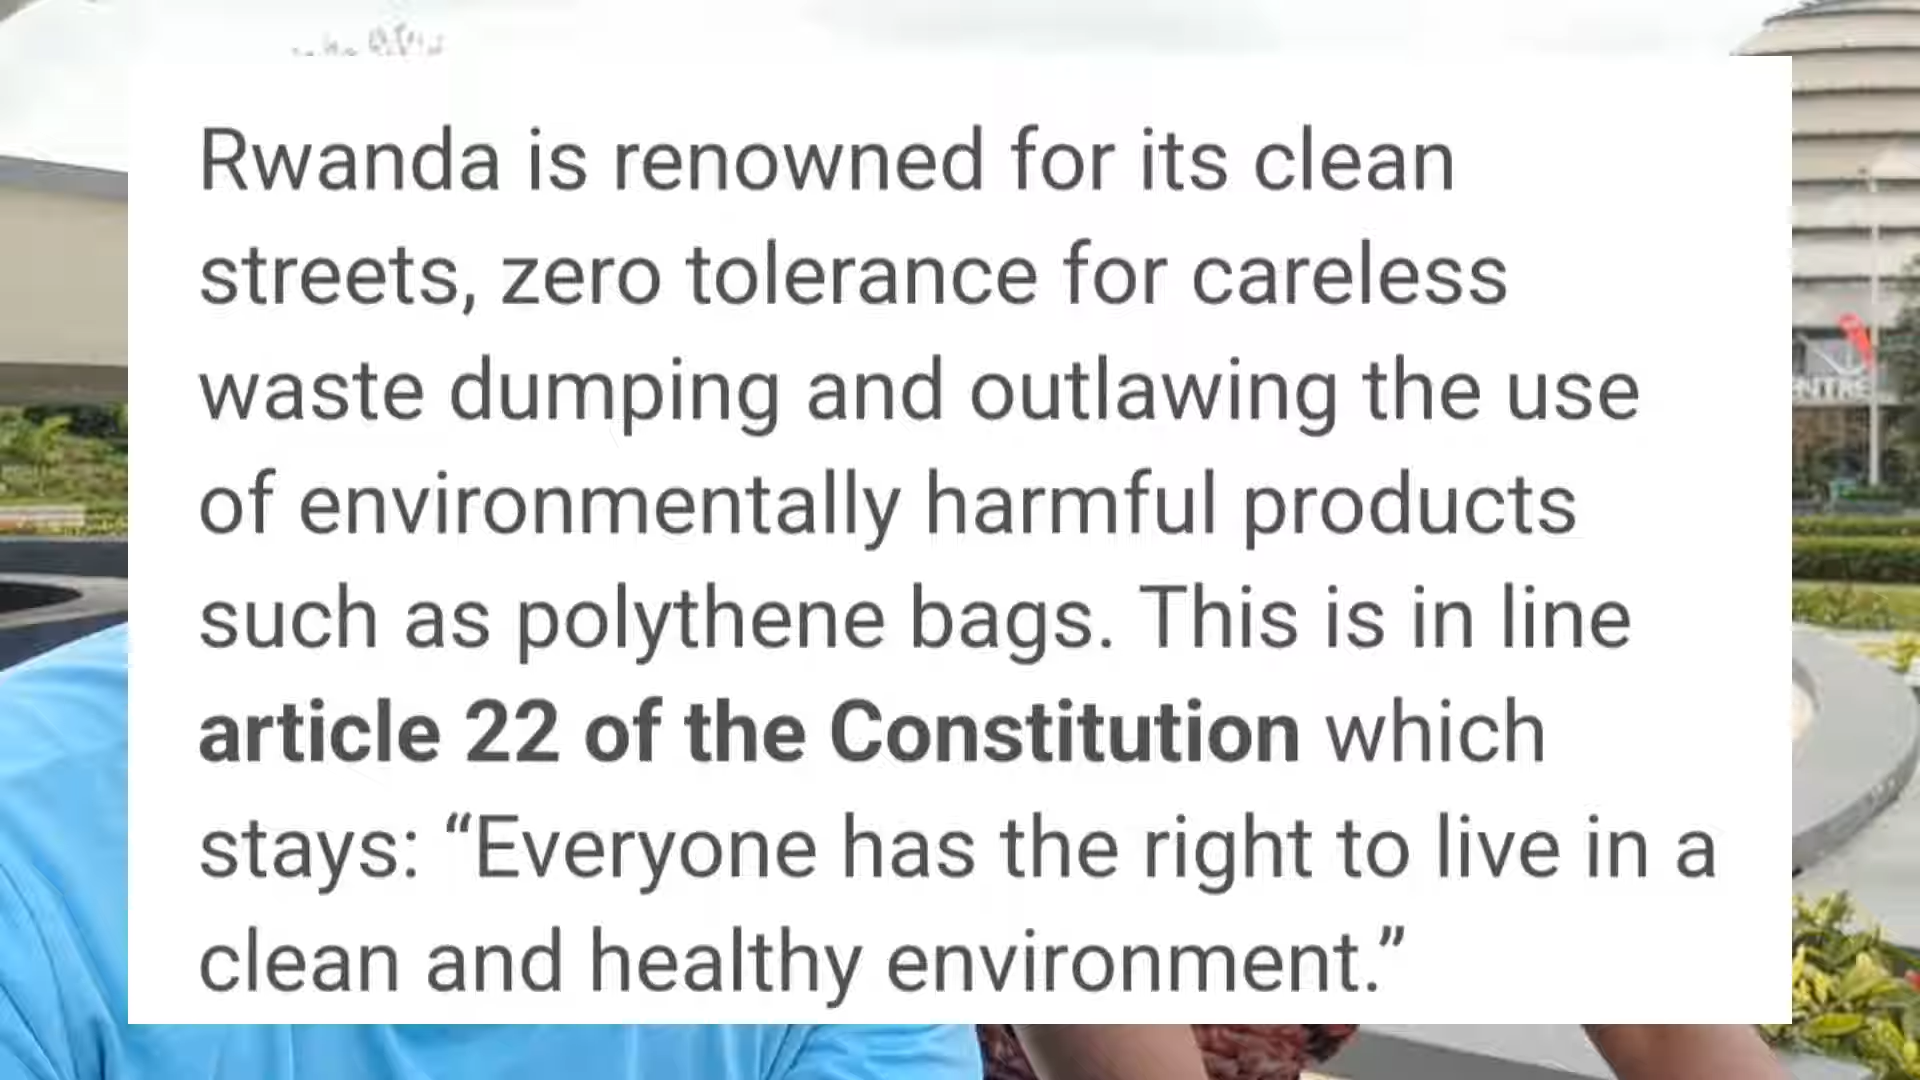 Rwanda is renowned for its clean
streets, zero tolerance for careless
waste dumping and outlawing the use
of environmentally harmful products
such as polythene bags. This is in line
article 22 of the Constitution which
stays: “Everyone has the right to live in a
clean and healthy environment.”